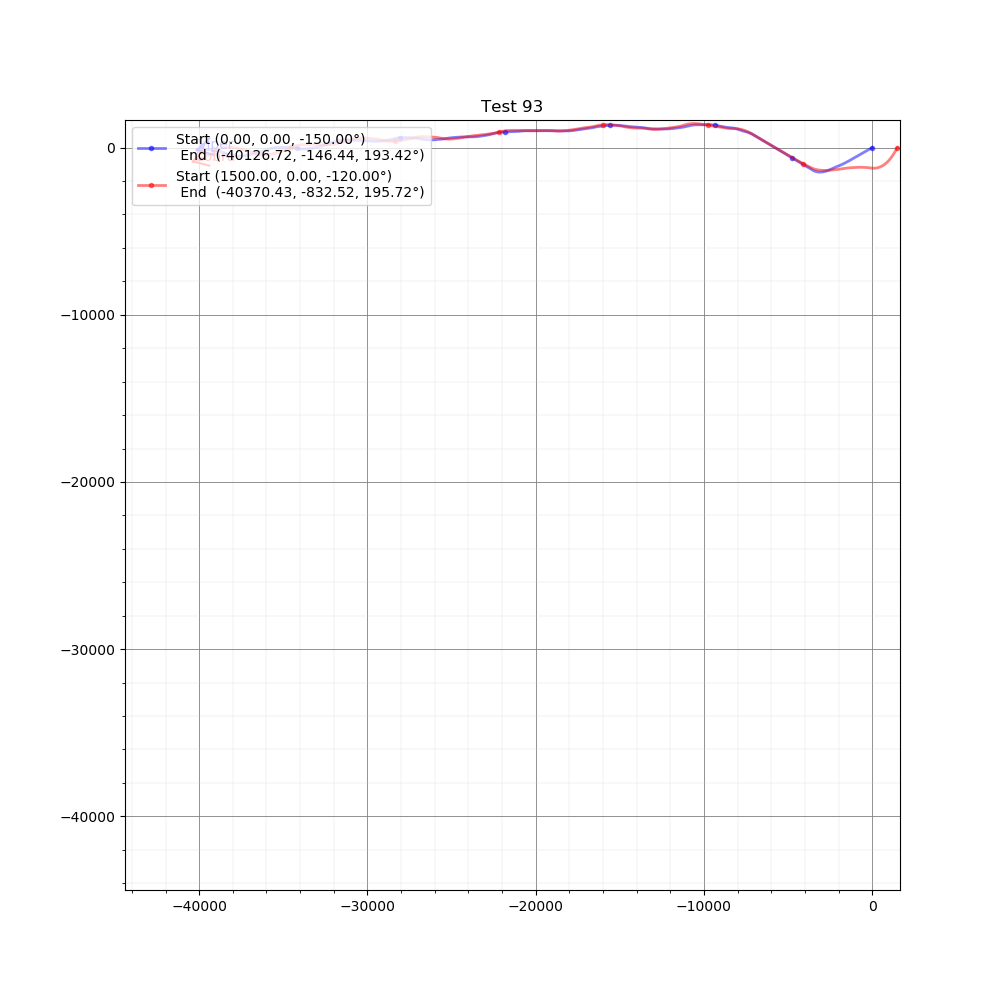 Test 93
Start (0.00, 0.00, -150.00°)
End (-40126.72, -146.44, 193.42°)
Start (1500.00, 0.00, -120.00°)
End (-40370.43, -832.52, 195.72°)
0
−10000
−20000
−30000
−40000
−40000 −30000 −20000 −10000 0